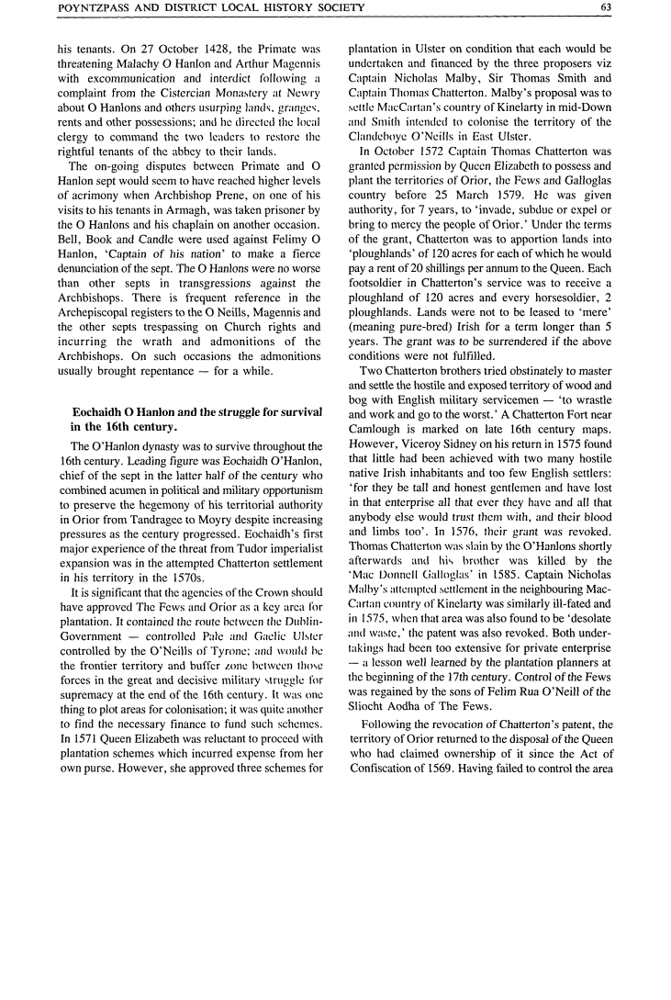 POYNTZPASS AND DISTRICT LOCAL HISTORY SOCIETY 63
his tenants. On 27 October 1428, the Primate was
threatening Malachy O Hanlon and Arthur Magennis
with excommunication and interdict following a
complaint from the Cistercian Monastery at Newry
about O Hanlons and others usurping lands, granges,
rents and other possessions; and he directed the local
clergy to command the two leaders to restore the
rightful tenants of the abbey to their lands.
The on-going disputes between Primate and O
Hanlon sept would seem to have reached higher levels
of acrimony when Archbishop Prene, on one of his
visits to his tenants in Armagh, was taken prisoner by
the O Hanlons and his chaplain on another occasion.
Bell, Book and Candle were used against Felimy O
Hanlon, ‘Captain of his nation’ to make a fierce
denunciation of the sept. The O Hanlons were no worse
than other septs in transgressions against the
Archbishops. There is frequent reference in the
Archepiscopal registers to the O Neills, Magennis and
the other septs trespassing on Church rights and
incurring the wrath and admonitions of the
Archbishops. On such occasions the admonitions
usually brought repentance — for a while.
Eochaidh O Hanlon and the struggle for survival
in the 16th century.
The O'Hanlon dynasty was to survive throughout the
16th century. Leading figure was Eochaidh O'Hanlon,
chief of the sept in the latter half of the century who
combined acumen in political and military opportunism
to preserve the hegemony of his territorial authority
in Orior from Tandragee to Moyry despite increasing
pressures as the century progressed. Eochaidh's first
major experience of the threat from Tudor imperialist
expansion was in the attempted Chatterton settlement
in his territory in the 1570s.
It is significant that the agencies of the Crown should
have approved The Fews and Orior as a key area for
plantation. It contained the route between the Dublin-
Government — controlled Pale and Gaelic Ulster
controlled by the O'Neills of Tyrone; and would be
the frontier territory and buffer zone between those
forces in the great and decisive military struggle for
supremacy at the end of the 16th century. It was one
thing to plot areas for colonisation; it was quite another
to find the necessary finance to fund such schemes.
In 1571 Queen Elizabeth was reluctant to proceed with
plantation schemes which incurred expense from her
own purse. However, she approved three schemes for
plantation in Ulster on condition that each would be
undertaken and financed by the three proposers viz
Captain Nicholas Malby, Sir Thomas Smith and
Captain Thomas Chatterton. Malby's proposal was to
settle MacCartan's country of Kinelarty in mid-Down
and Smith intended to colonise the territory of the
Clandeboye O'Neills in East Ulster.
In October 1572 Captain Thomas Chatterton was
granted permission by Queen Elizabeth to possess and
plant the territories of Orior, the Fews and Galloglas
country before 25 March 1579. He was given
authority, for 7 years, to ‘invade, subdue or expel or
bring to mercy the people of Orior.’ Under the terms
of the grant, Chatterton was to apportion lands into
‘ploughlands’ of 120 acres for each of which he would
pay a rent of 20 shillings per annum to the Queen. Each
footsoldier in Chatterton's service was to receive a
ploughland of 120 acres and every horsesoldier, 2
ploughlands. Lands were not to be leased to ‘mere’
(meaning pure-bred) Irish for a term longer than 5
years. The grant was to be surrendered if the above
conditions were not fulfilled.
Two Chatterton brothers tried obstinately to master
and settle the hostile and exposed territory of wood and
bog with English military servicemen — ‘to wrastle
and work and go to the worst.’ A Chatterton Fort near
Camlough is marked on late 16th century maps.
However, Viceroy Sidney on his return in 1575 found
that little had been achieved with two many hostile
native Irish inhabitants and too few English settlers:
‘for they be tall and honest gentlemen and have lost
in that enterprise all that ever they have and all that
anybody else would trust them with, and their blood
and limbs too’. In 1576, their grant was revoked.
Thomas Chatterton was slain by the O'Hanlons shortly
afterwards and his brother was killed by the
‘Mac Donnell Galloglas’ in 1585. Captain Nicholas
Malby's attempted settlement in the neighbouring Mac-
Cartan country of Kinelarty was similarly ill-fated and
in 1575, when that area was also found to be ‘desolate
and waste,’ the patent was also revoked. Both under-
takings had been too extensive for private enterprise
— a lesson well learned by the plantation planners at
the beginning of the 17th century. Control of the Fews
was regained by the sons of Felim Rua O'Neill of the
Sliocht Aodha of The Fews.
Following the revocation of Chatterton's patent, the
territory of Orior returned to the disposal of the Queen
who had claimed ownership of it since the Act of
Confiscation of 1569. Having failed to control the area